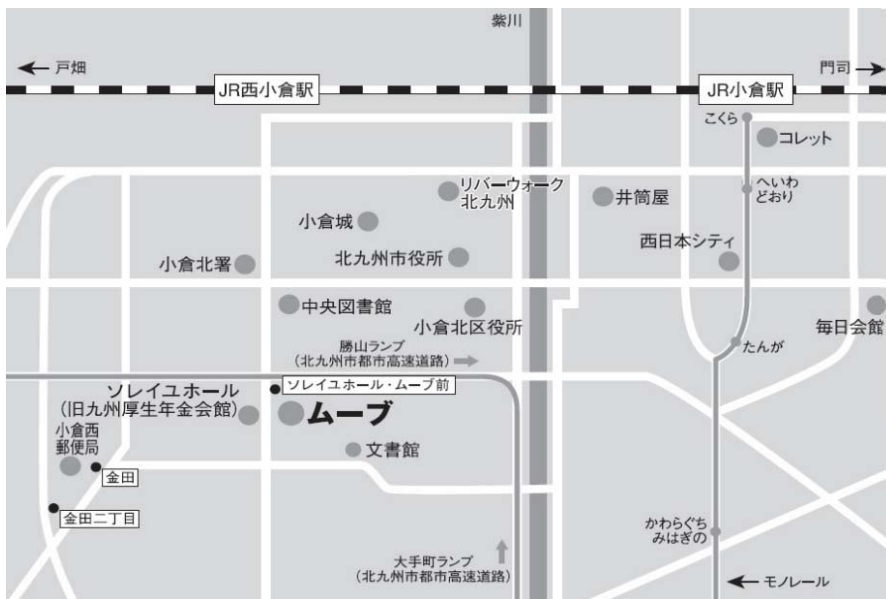 紫川
戸畑
門司
JR西小倉駅
JR小倉駅
こくら
コレット
リバーウォーク
北九州
へいわ
どおり
井筒屋
小倉城
西日本シティ
小倉北署
北九州市役所
中央図書館
小倉北区役所
毎日会館
勝山ランプ
(北九州市都市高速道路)
たんが
ソレイユホール
(旧九州厚生年金会館)
ソレイユホール・ムーブ前
ムーブ
小倉西
郵便局
文書館
金田
金田二丁目
かわらぐち
みはぎの
大手町ランプ
(北九州市都市高速道路)
モノレール